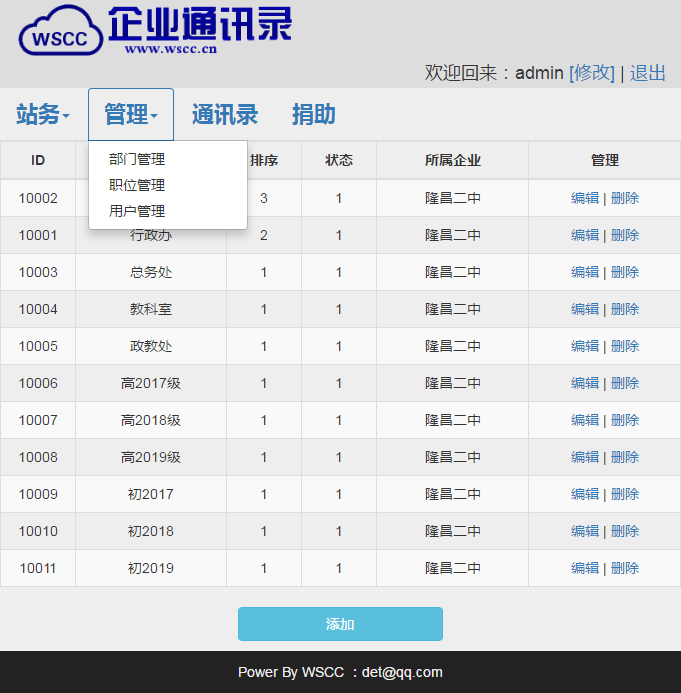 WSCC 企业通讯录
www.wscc.cn
欢迎回来：admin [修改] | 退出
站务 管理 通讯录 捐助
部门管理
职位管理
用户管理
ID 排序 状态 所属企业 管理
10002 3 1 隆昌二中 编辑 | 删除
10001 行政办 2 1 隆昌二中 编辑 | 删除
10003 总务处 1 1 隆昌二中 编辑 | 删除
10004 教科室 1 1 隆昌二中 编辑 | 删除
10005 政教处 1 1 隆昌二中 编辑 | 删除
10006 高2017级 1 1 隆昌二中 编辑 | 删除
10007 高2018级 1 1 隆昌二中 编辑 | 删除
10008 高2019级 1 1 隆昌二中 编辑 | 删除
10009 初2017 1 1 隆昌二中 编辑 | 删除
10010 初2018 1 1 隆昌二中 编辑 | 删除
10011 初2019 1 1 隆昌二中 编辑 | 删除
添加
Power By WSCC ：det@qq.com